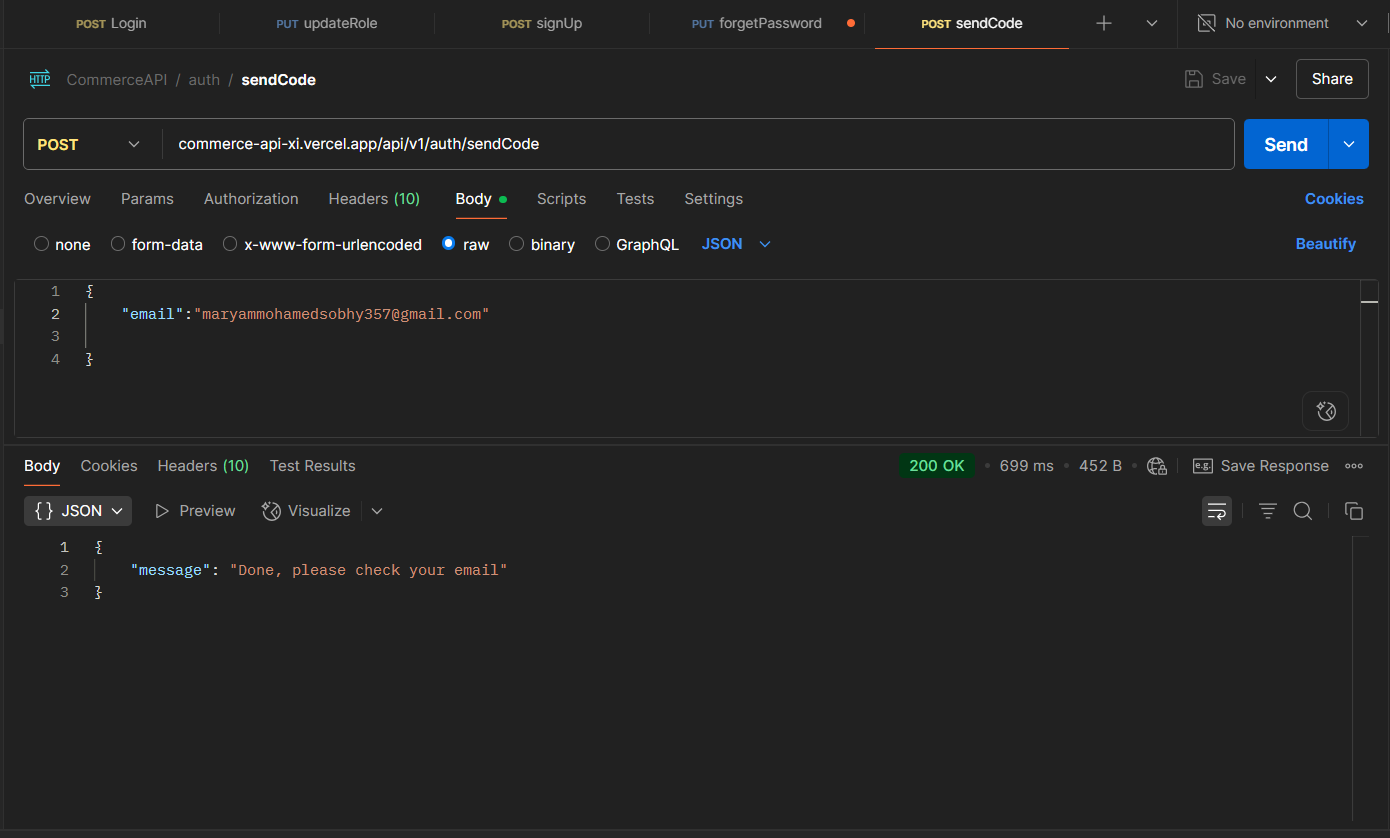 POST Login PUT updateRole POST signUp PUT forgetPassword POST sendCode No environment
HTTP CommerceAPI / auth / sendCode Save Share
POST commerce-api-xi.vercel.app/api/v1/auth/sendCode Send
Overview Params Authorization Headers (10) Body Scripts Tests Settings Cookies
none form-data x-www-form-urlencoded raw binary GraphQL JSON Beautify
1 {
2 "email":"maryammohamedsobhy357@gmail.com"
3
4 }
Body Cookies Headers (10) Test Results 200 OK 699 ms 452 B e.g. Save Response
{} JSON Preview Visualize
1 {
2 "message": "Done, please check your email"
3 }